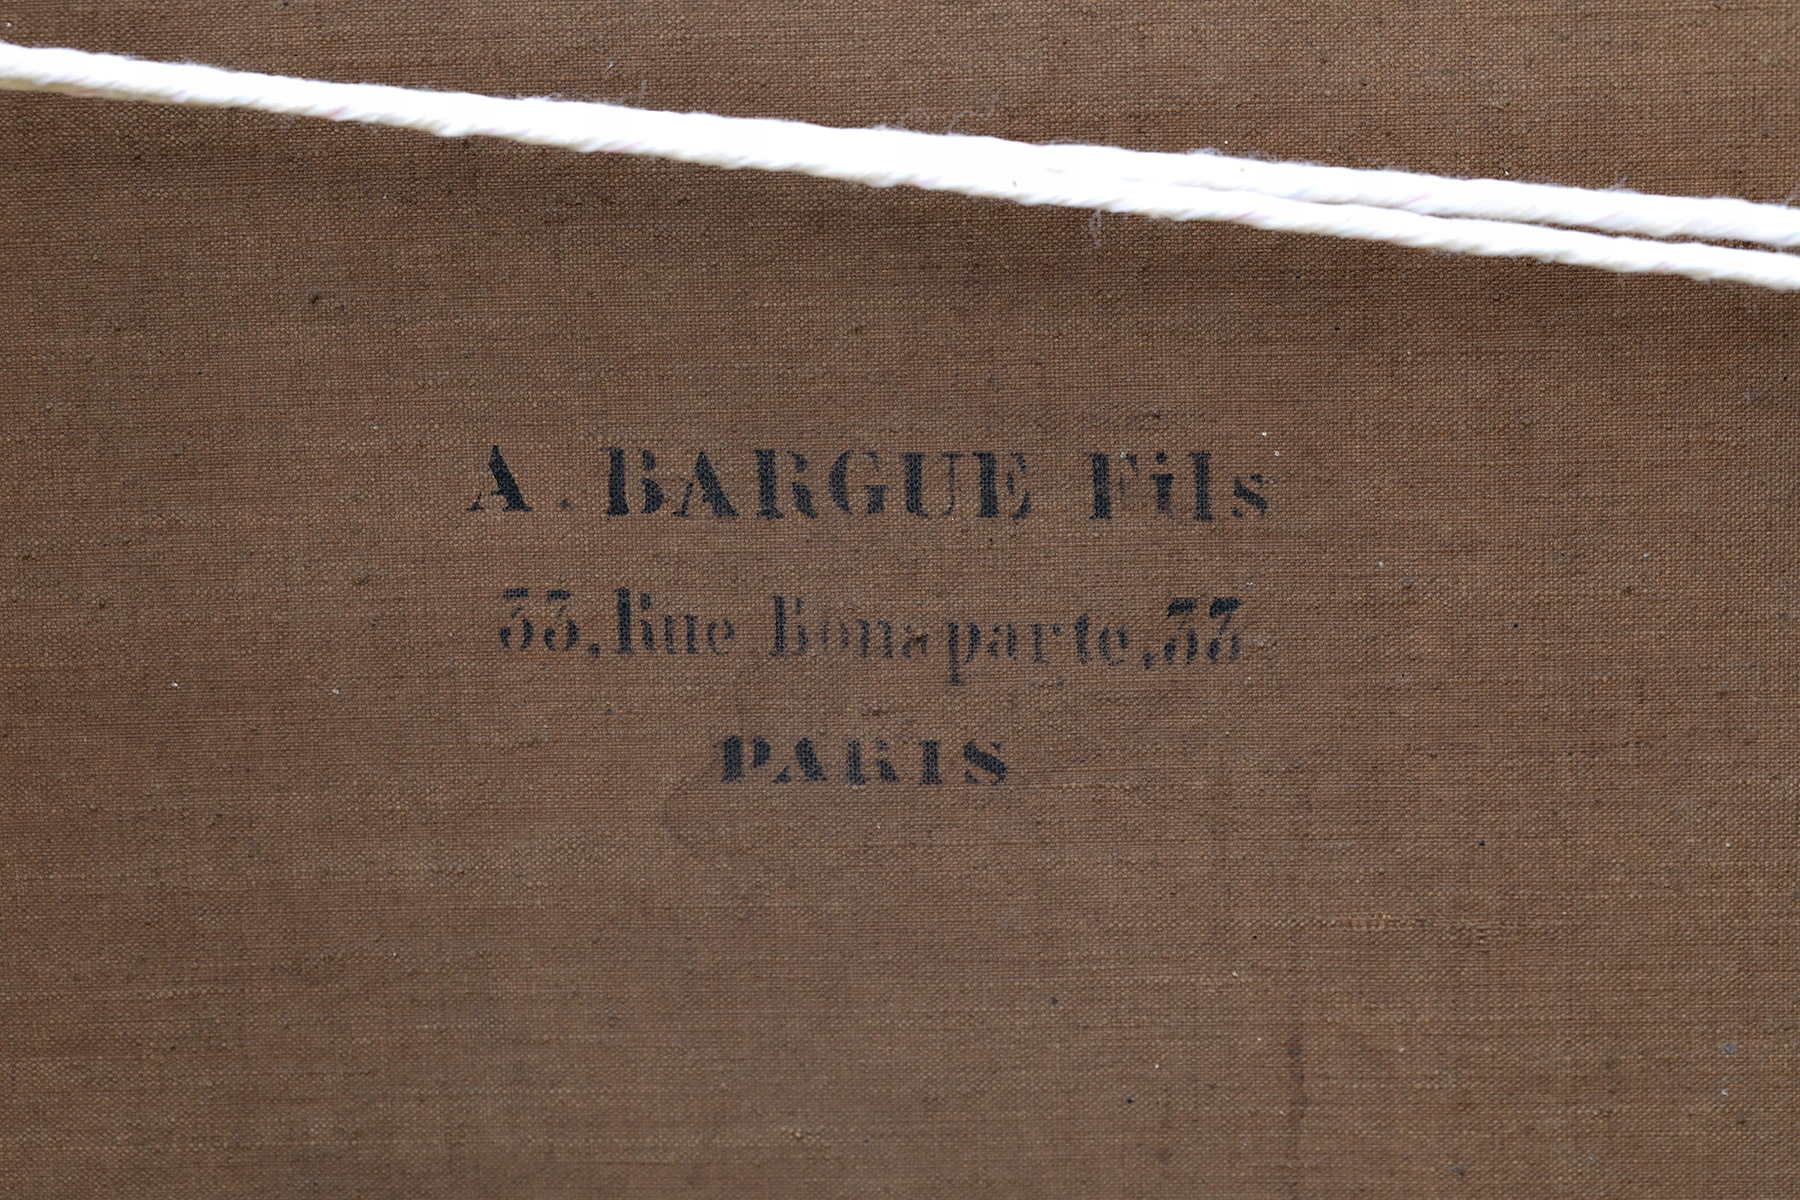 A. BARGUE Fils
33, Rue Bonaparte, 33
PARIS